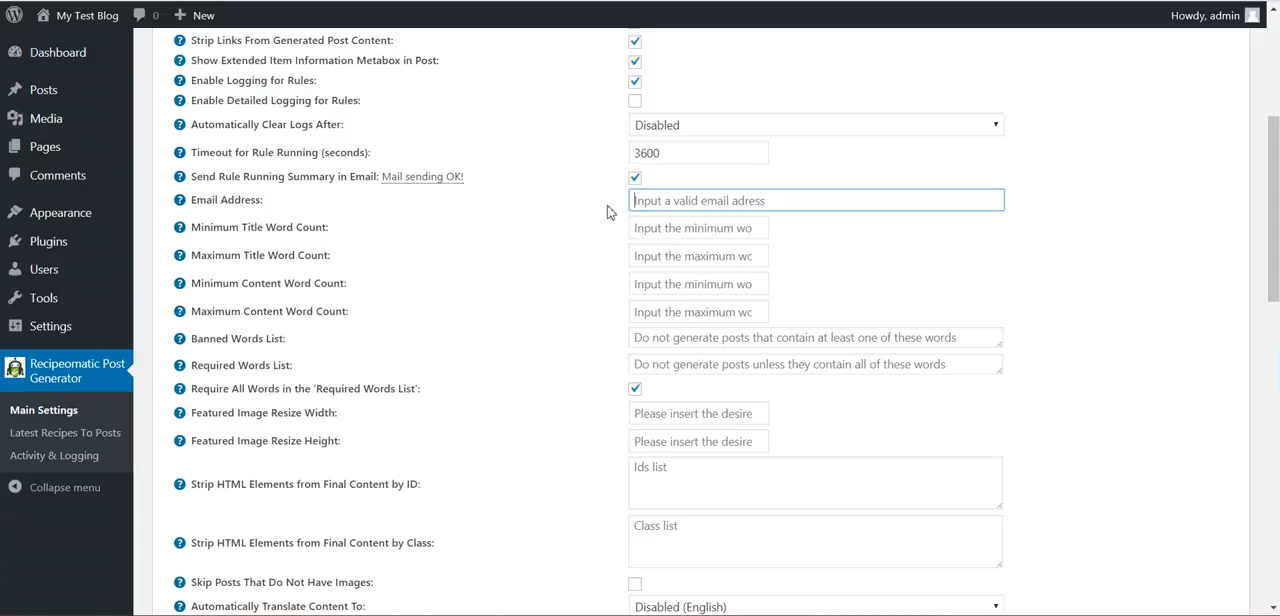 My Test Blog 0 New Howdy, admin
Dashboard
Posts
Media
Pages
Comments
Appearance
Plugins
Users
Tools
Settings
Recipeomatic Post
Generator
Main Settings
Latest Recipes To Posts
Activity & Logging
Collapse menu
Strip Links From Generated Post Content:
Show Extended Item Information Metabox in Post:
Enable Logging for Rules:
Enable Detailed Logging for Rules:
Automatically Clear Logs After: Disabled
Timeout for Rule Running (seconds): 3600
Send Rule Running Summary in Email: Mail sending OK!
Email Address: Input a valid email adress
Minimum Title Word Count: Input the minimum wo
Maximum Title Word Count: Input the maximum wc
Minimum Content Word Count: Input the minimum wo
Maximum Content Word Count: Input the maximum wc
Banned Words List: Do not generate posts that contain at least one of these words
Required Words List: Do not generate posts unless they contain all of these words
Require All Words in the 'Required Words List':
Featured Image Resize Width: Please insert the desire
Featured Image Resize Height: Please insert the desire
Strip HTML Elements from Final Content by ID: Ids list
Strip HTML Elements from Final Content by Class: Class list
Skip Posts That Do Not Have Images:
Automatically Translate Content To: Disabled (English)